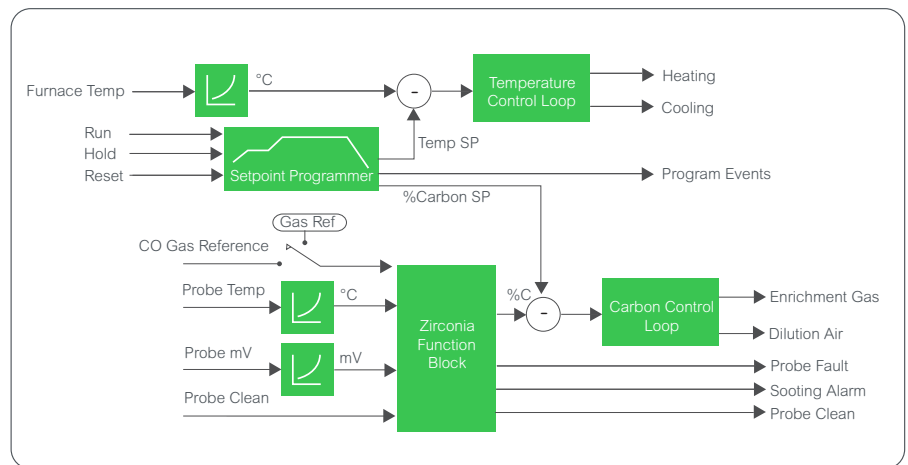 °C
Furnace Temp
Temperature
Control Loop
Heating
Cooling
-
Run
Hold
Reset
Setpoint Programmer
Temp SP
Program Events
%Carbon SP
Gas Ref
CO Gas Reference
Probe Temp
°C
Probe mV
mV
Probe Clean
Zirconia
Function
Block
%C
-
Carbon Control
Loop
Enrichment Gas
Dilution Air
Probe Fault
Sooting Alarm
Probe Clean